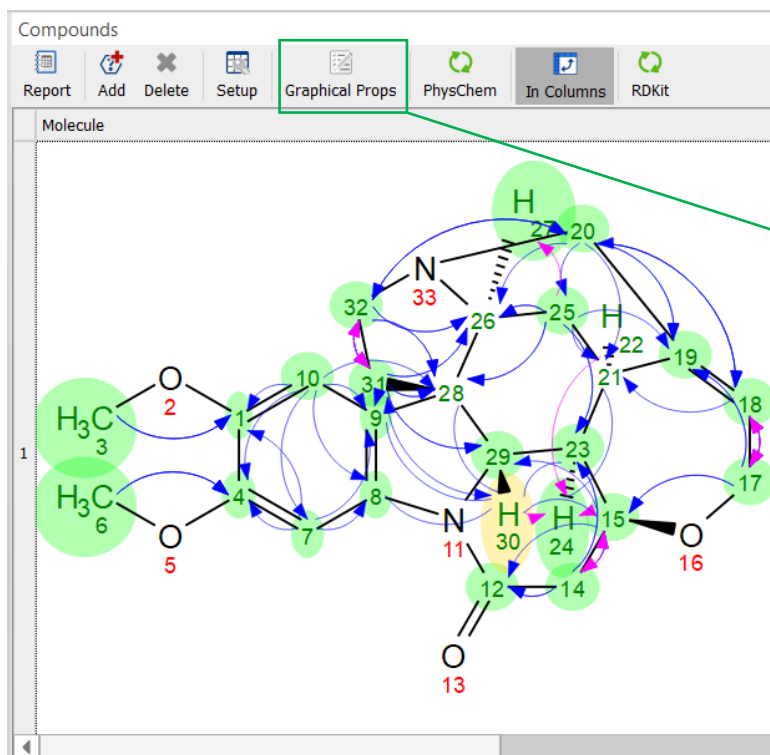 Compounds
Report Add Delete Setup Graphical Props PhysChem In Columns RDKit
Molecule
1
H
27 20
N
33
32
26 25 H
22
19
10 31 28 21 18
O
2
H3C
3
1 9
29 23
17
H3C
6
4 8
N
11
H
30
H
24
15
O
5
7
O
16
12 14
O
13